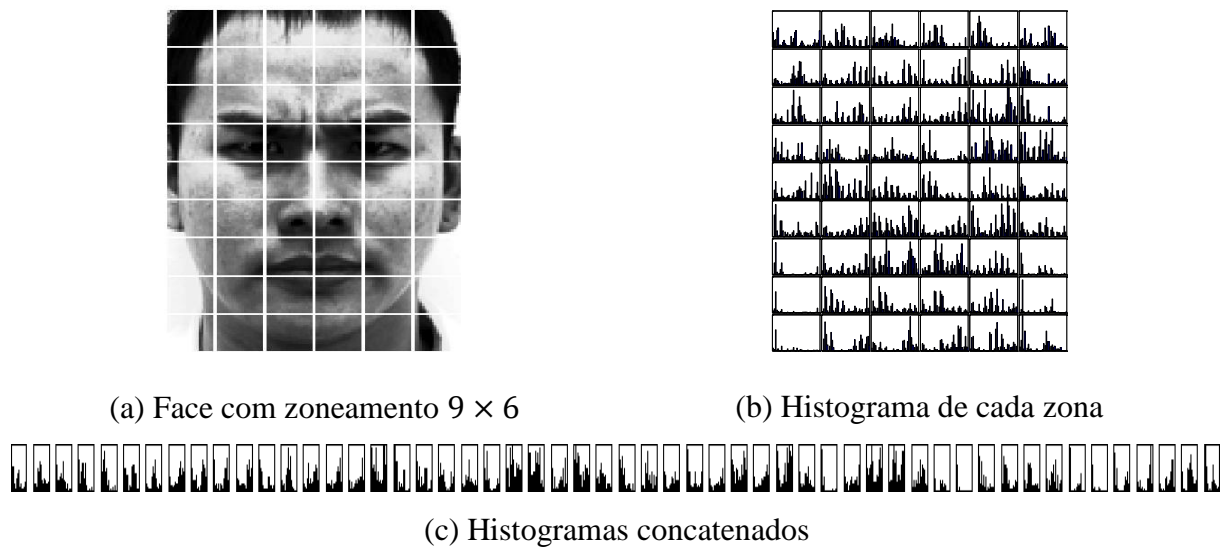 (a) Face com zoneamento 9 × 6
(b) Histograma de cada zona
(c) Histogramas concatenados